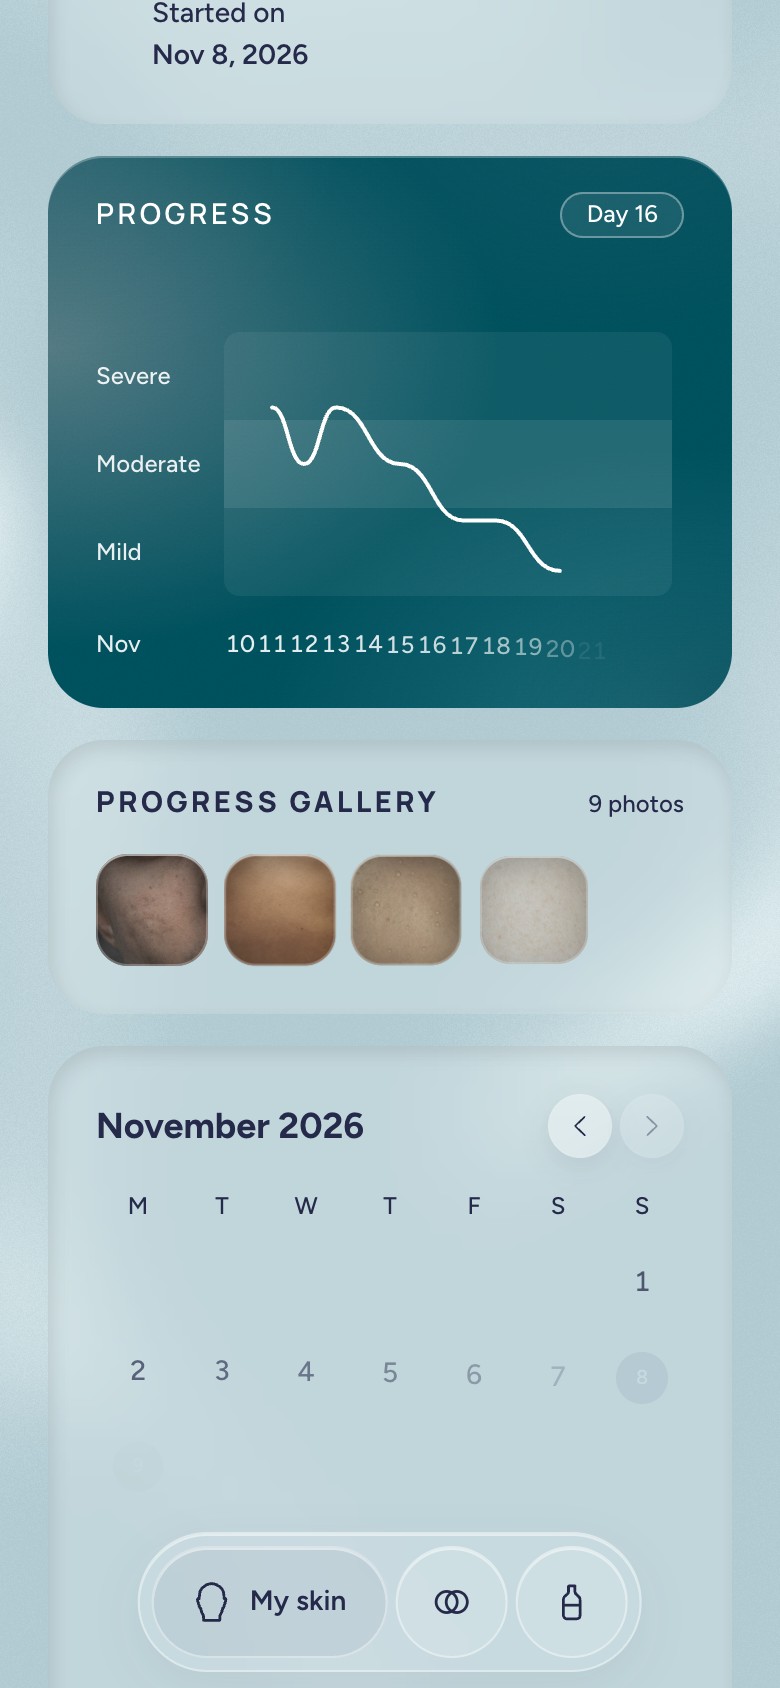 Started on
Nov 8, 2026
PROGRESS
Day 16
Severe
Moderate
Mild
Nov 10 11 12 13 14 15 16 17 18 19 20 21
PROGRESS GALLERY
9 photos
November 2026
M T W T F S S
1
2 3 4 5 6 7 8
My skin